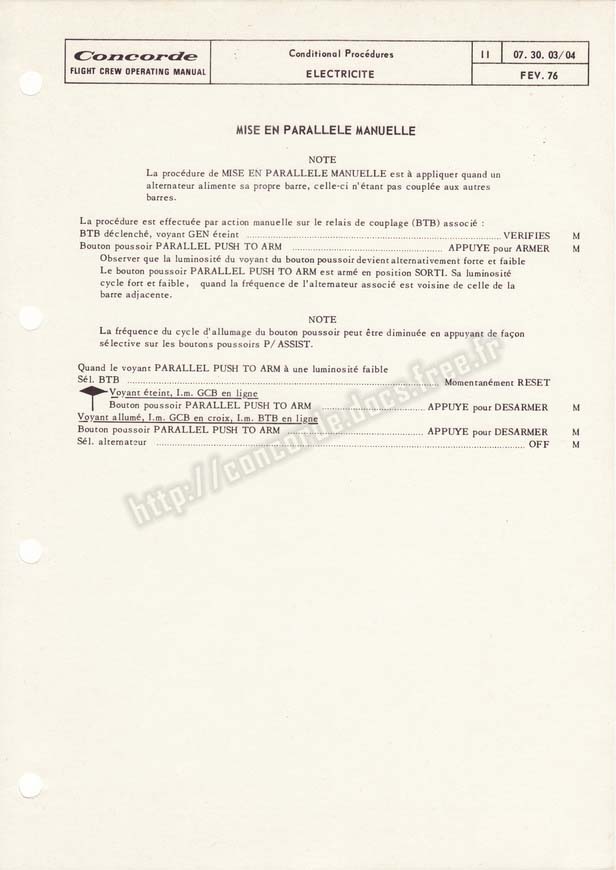 Concorde
FLIGHT CREW OPERATING MANUAL
Conditional Procédures
ELECTRICITE
11
07. 30. 03/04
FEV. 76
MISE EN PARALLELE MANUELLE
NOTE
La procédure de MISE EN PARALLELE MANUELLE est à appliquer quand un
alternateur alimente sa propre barre, celle-ci n'étant pas couplée aux autres
barres.
La procédure est effectuée par action manuelle sur le relais de couplage (BTB) associé :
BTB déclenché, voyant GEN éteint ........ VERIFIES M
Bouton poussoir PARALLEL PUSH TO ARM ........ APPUYE pour ARMER M
Observer que la luminosité du voyant du bouton poussoir devient alternativement forte et faible
Le bouton poussoir PARALLEL PUSH TO ARM est armé en position SORTI. Sa luminosité
cycle fort et faible, quand la fréquence de l'alternateur associé est voisine de celle de la
barre adjacente.
NOTE
La fréquence du cycle d'allumage du bouton poussoir peut être diminuée en appuyant de façon
sélective sur les boutons poussoirs P/ASSIST.
Quand le voyant PARALLEL PUSH TO ARM à une luminosité faible
Sél. BTB ........ Momentanément RESET
Voyant éteint, I.m. GCB en ligne
Bouton poussoir PARALLEL PUSH TO ARM ........ APPUYE pour DESARMER M
Voyant allumé, I.m. GCB en croix, I.m. BTB en ligne
Bouton poussoir PARALLEL PUSH TO ARM ........ APPUYE pour DESARMER M
Sél. alternateur ........ OFF M
http://concorde.docs.free.fr